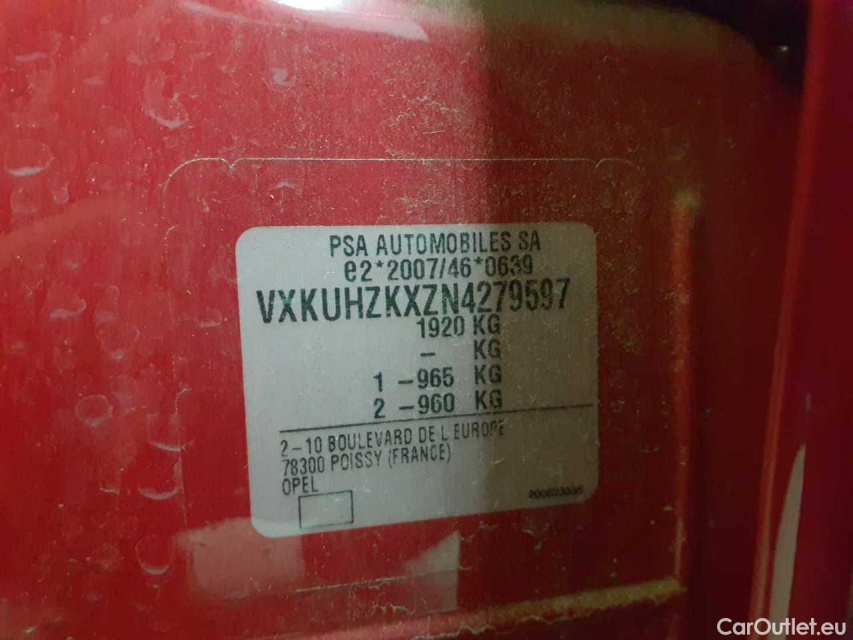 PSA AUTOMOBILES SA
e2*2007/46*0639
VXKUHZKXZN4279597
1920 KG
– KG
1 –965 KG
2 –960 KG
2–10 BOULEVARD DE L EUROPE
78300 POISSY (FRANCE)
OPEL
CarOutlet.eu